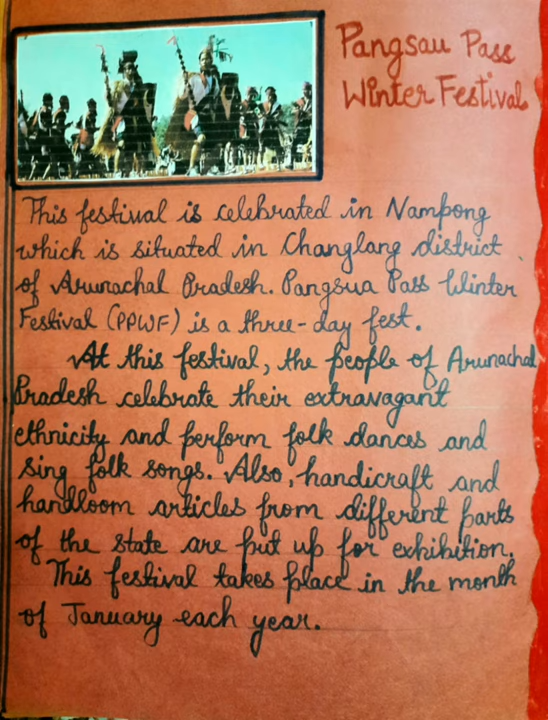 Pangsau Pass
Winter Festival
This festival is celebrated in Nampong
which is situated in Changlang district
of Arunachal Pradesh. Pangsua Pass Winter
Festival (PPWF) is a three-day fest.
At this festival, the people of Arunachal
Pradesh celebrate their extravagant
ethnicity and perform folk dances and
sing folk songs. Also, handicraft and
handloom articles from different parts
of the state are put up for exhibition.
This festival takes place in the month
of January each year.